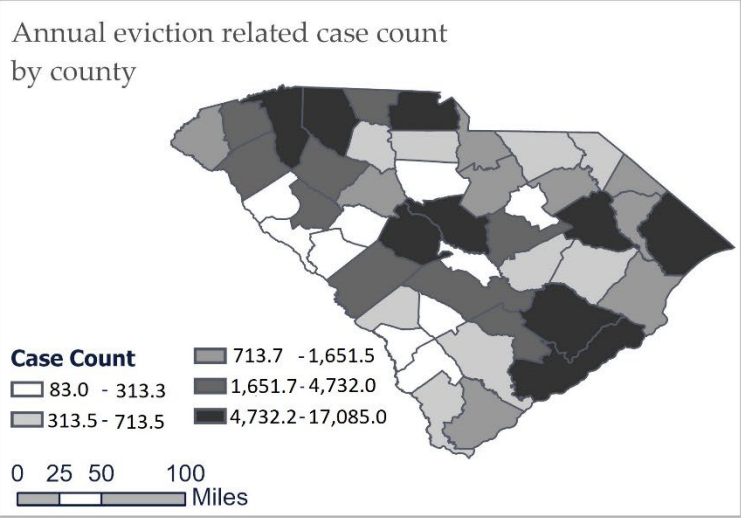 Annual eviction related case count
by county
Case Count
83.0 - 313.3
313.5 - 713.5
713.7 - 1,651.5
1,651.7 - 4,732.0
4,732.2 - 17,085.0
0 25 50 100
Miles